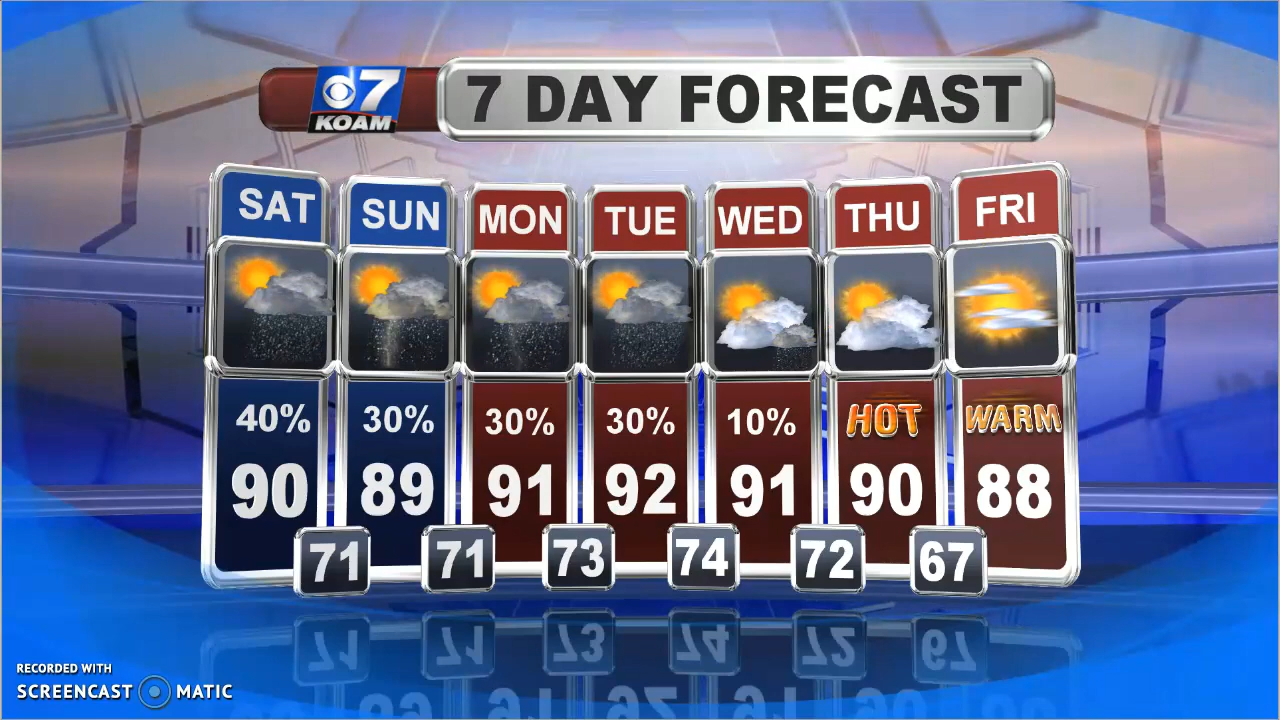 7
KOAM
7 DAY FORECAST
SAT SUN MON TUE WED THU FRI
40% 30% 30% 30% 10% HOT WARM
90 89 91 92 91 90 88
71 71 73 74 72 67
RECORDED WITH
SCREENCAST MATIC